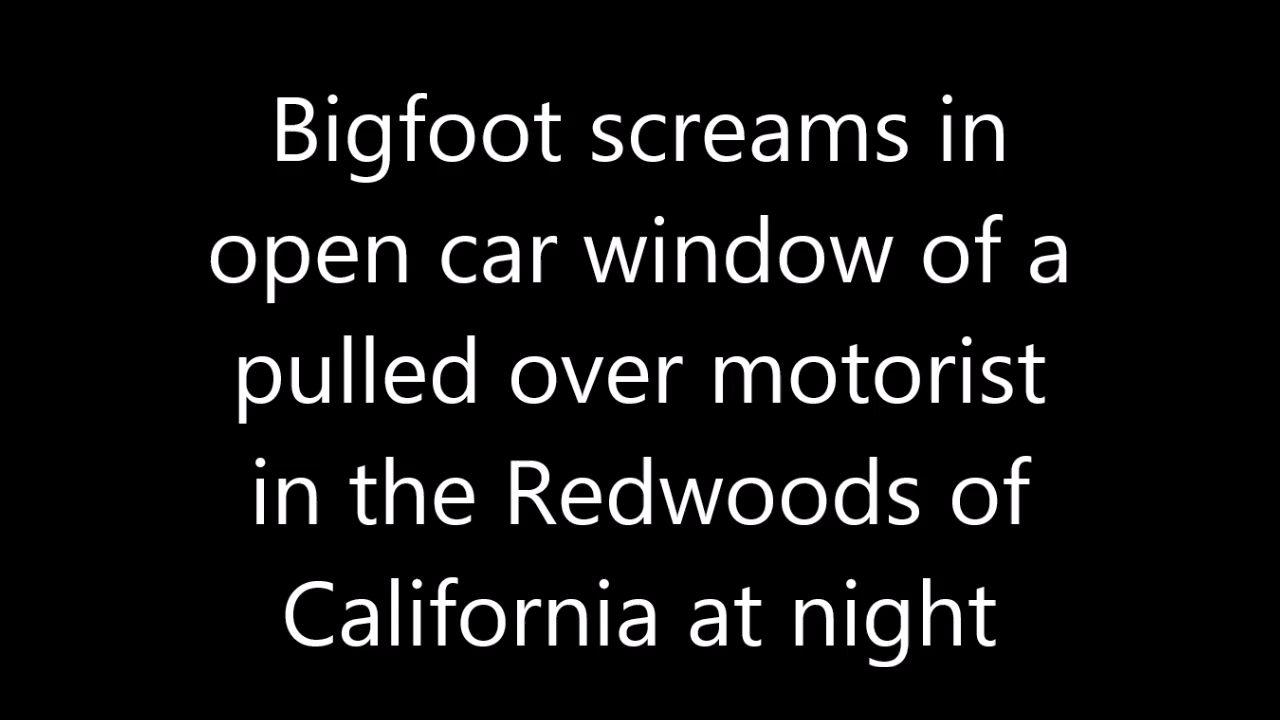 Bigfoot screams in
open car window of a
pulled over motorist
in the Redwoods of
California at night